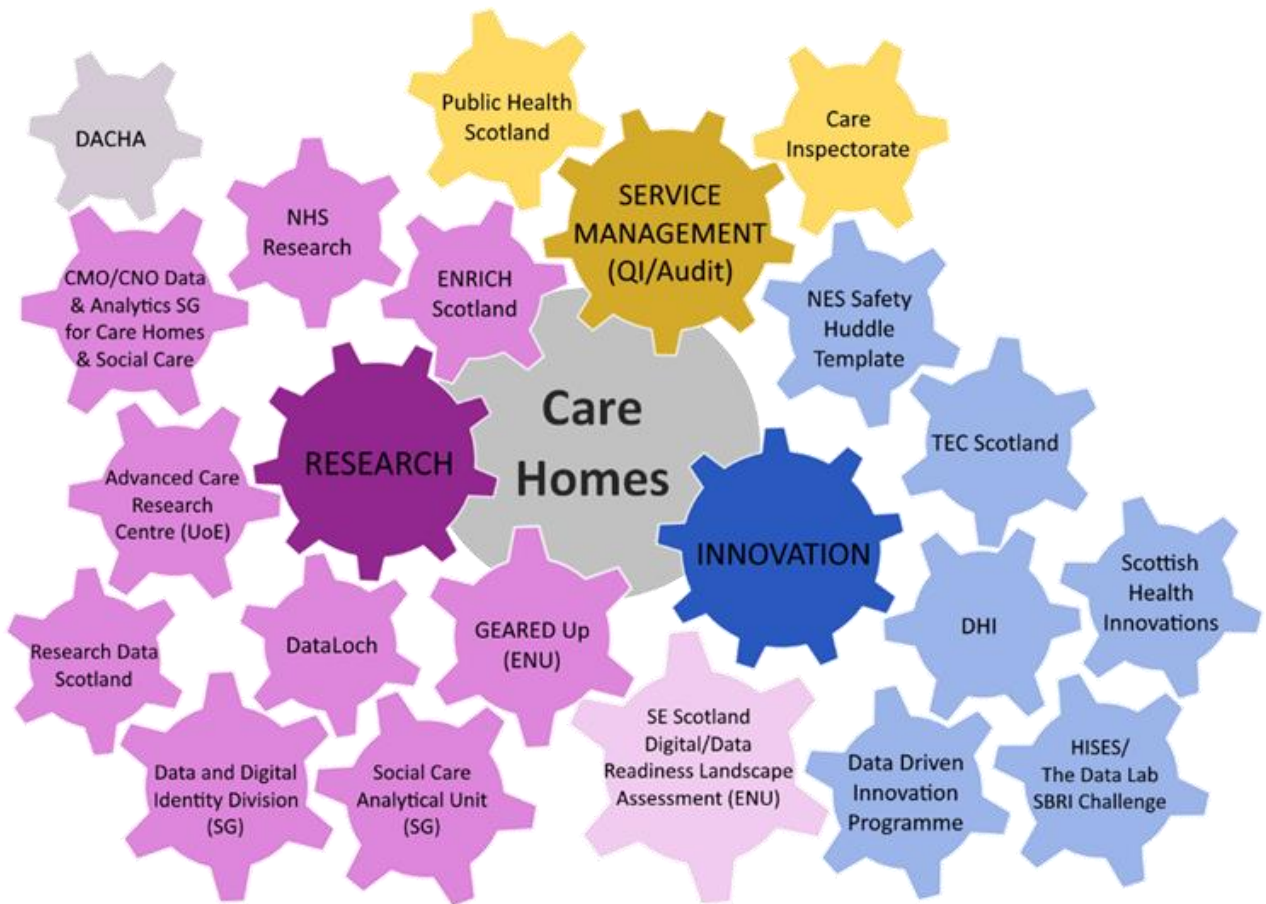 DACHA
Public Health
Scotland
Care
Inspectorate
SERVICE
MANAGEMENT
(QI/Audit)
NHS
Research
ENRICH
Scotland
CMO/CNO Data
& Analytics SG
for Care Homes
& Social Care
NES Safety
Huddle
Template
Care
Homes
RESEARCH
TEC Scotland
Advanced Care
Research
Centre (UoE)
INNOVATION
Scottish
Health
Innovations
Research Data
Scotland
DataLoch
GEARED Up
(ENU)
DHI
SE Scotland
Digital/Data
Readiness Landscape
Assessment (ENU)
Data and Digital
Identity Division
(SG)
Social Care
Analytical Unit
(SG)
Data Driven
Innovation
Programme
HISES/
The Data Lab
SBRI Challenge